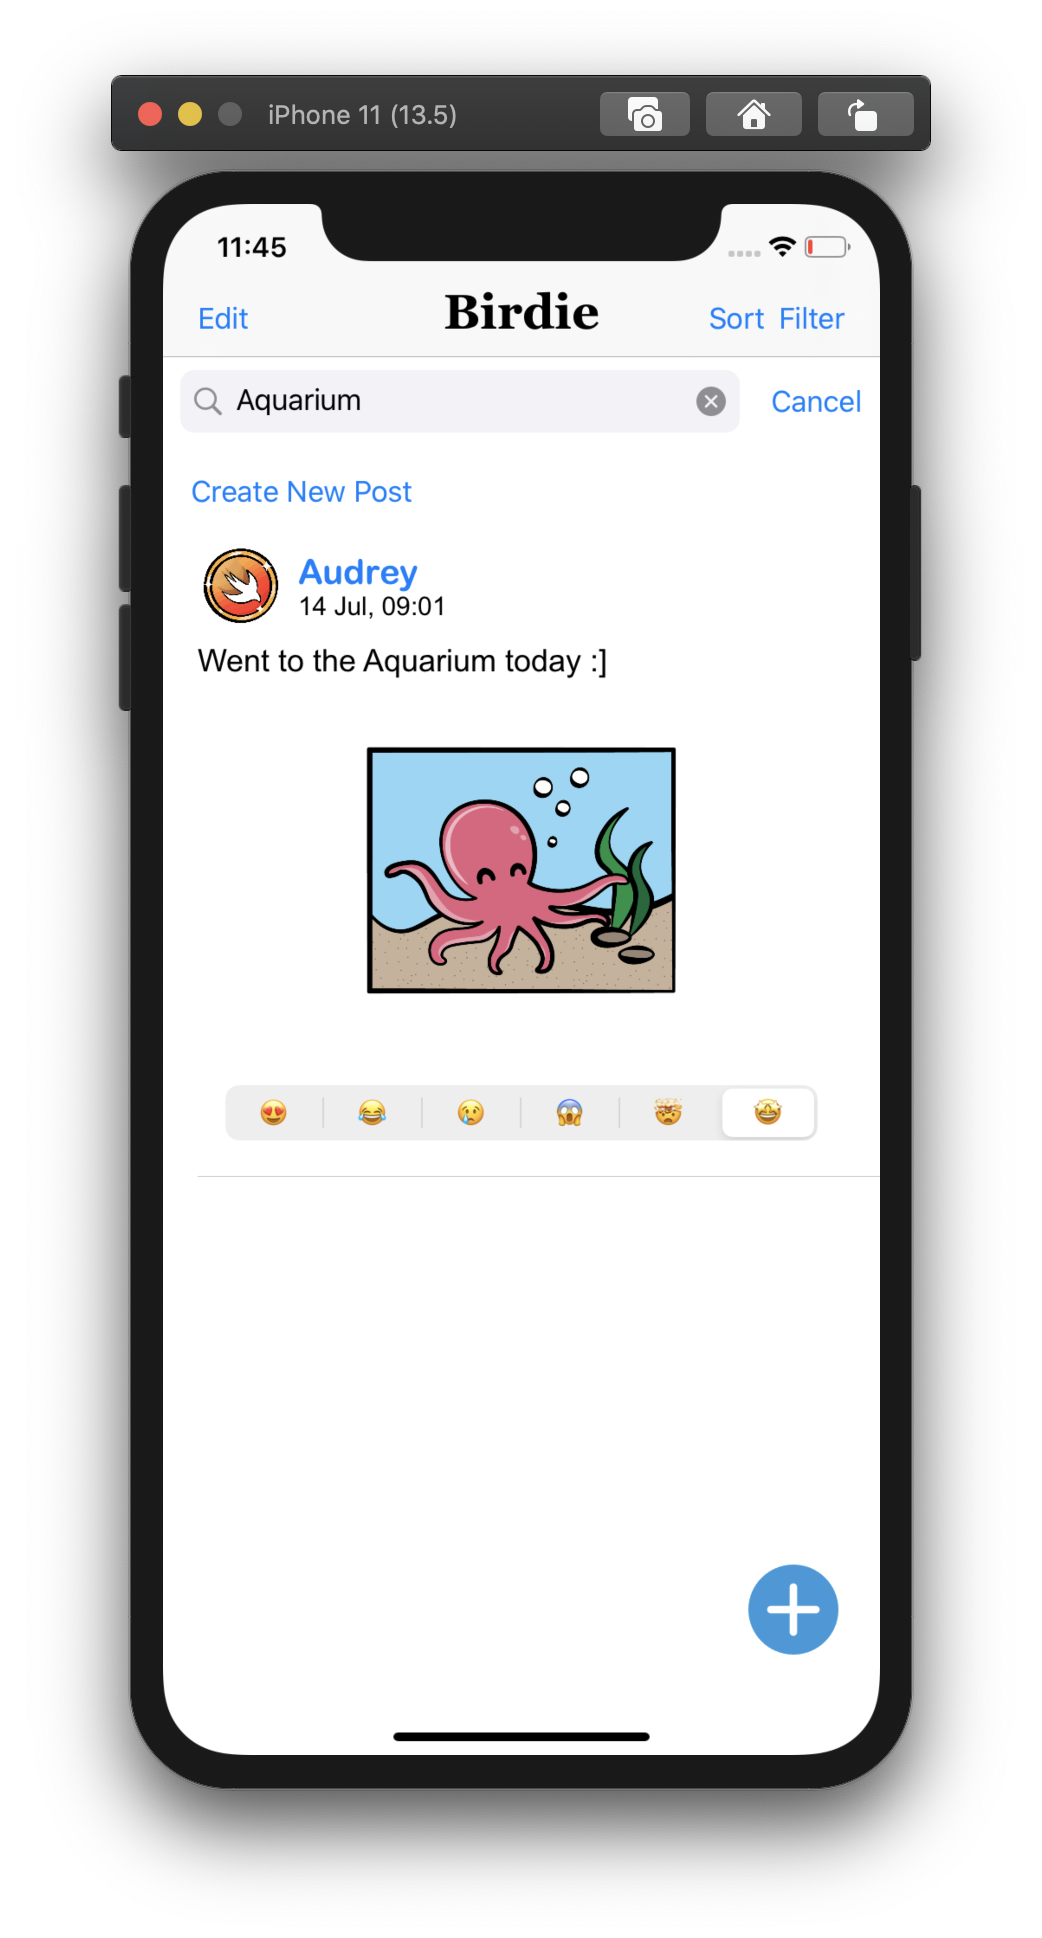 iPhone 11 (13.5)
11:45
Edit
Birdie
Sort Filter
Aquarium
Cancel
Create New Post
Audrey
14 Jul, 09:01
Went to the Aquarium today :]